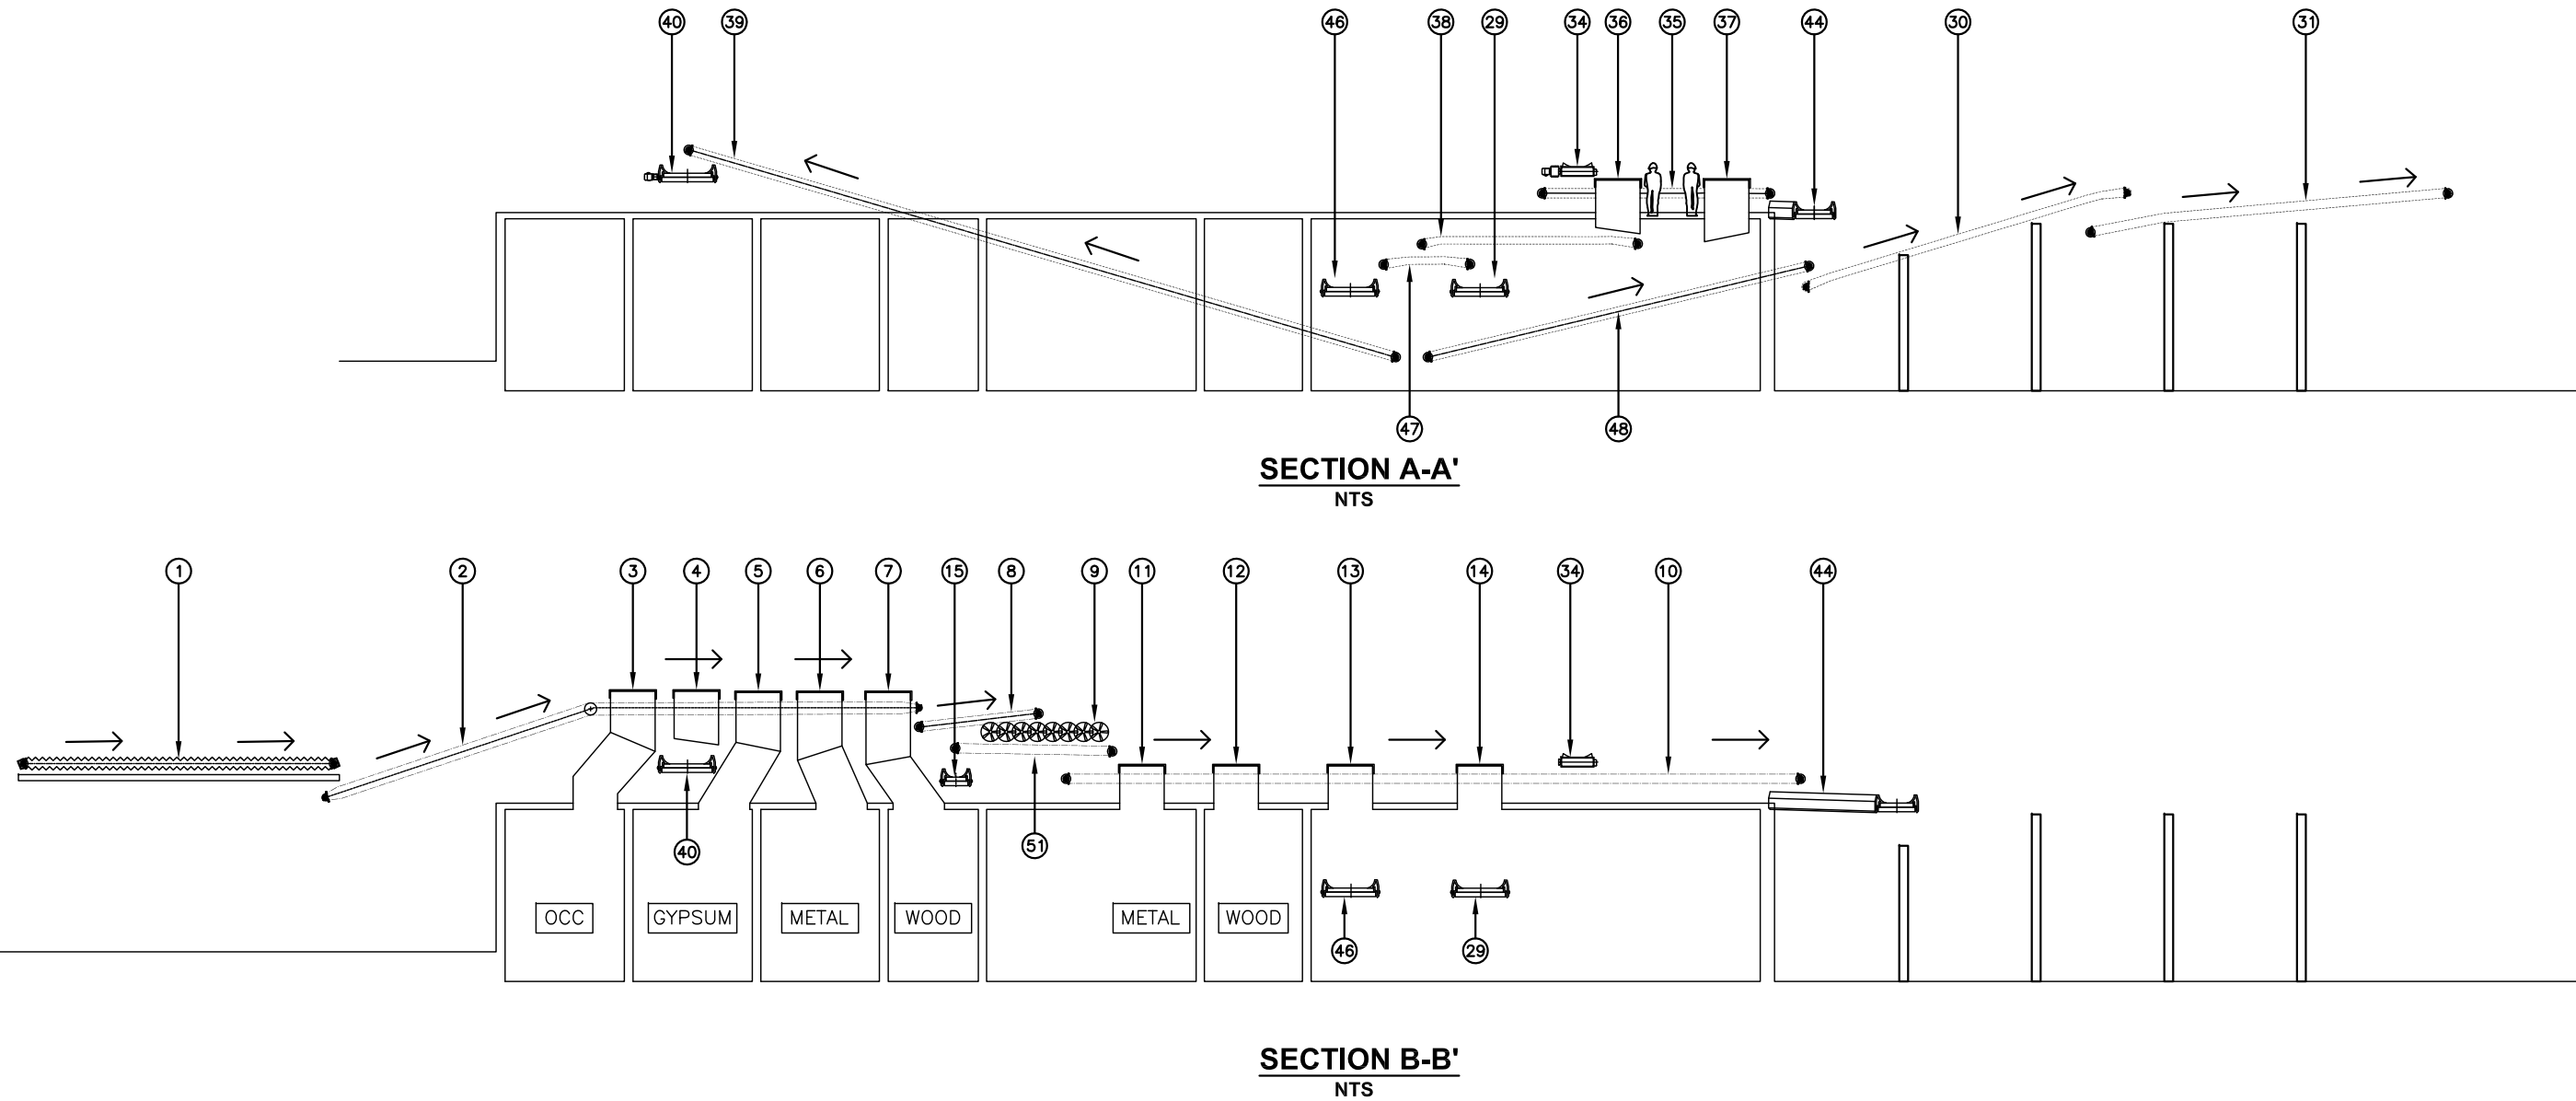 40 39 46 38 29 34 36 35 37 44 30 31
47 48
SECTION A-A'
NTS
1 2 3 4 5 6 7 15 8 9 11 12 13 14 34 10 44
40 51
OCC GYPSUM METAL WOOD METAL WOOD
46 29
SECTION B-B'
NTS